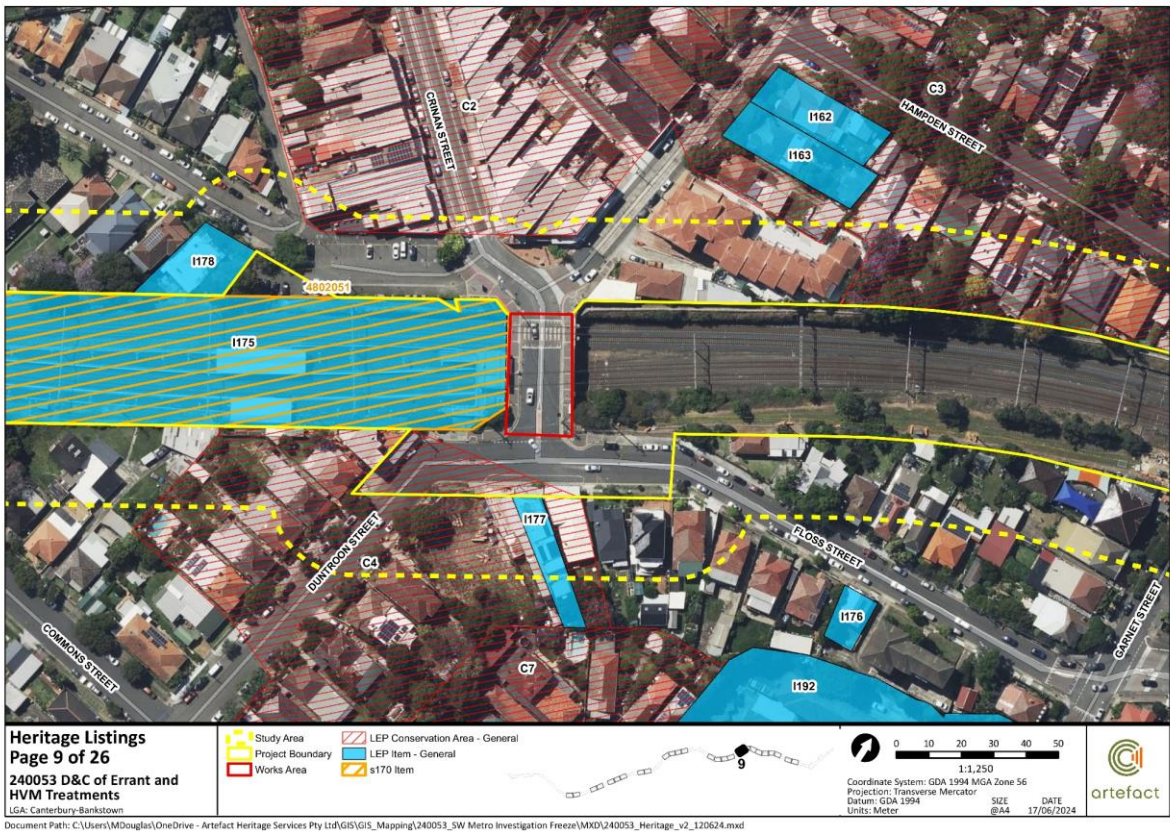 C2
CRINAN STREET
C3
HAMPDEN STREET
I162
I163
I178
4802051
I175
I177
DUNTROON STREET
C4
FLOSS STREET
I176
GARNET STREET
COMMONS STREET
C7
I192
Heritage Listings
Page 9 of 26
240053 D&C of Errant and
HVM Treatments
LGA: Canterbury-Bankstown
Study Area
Project Boundary
Works Area
LEP Conservation Area - General
LEP Item - General
s170 Item
9
0 10 20 30 40 50
1:1,250
Coordinate System: GDA 1994 MGA Zone 56
Projection: Transverse Mercator
Datum: GDA 1994
Units: Meter
SIZE
@A4
DATE
17/06/2024
artefact
Document Path: C:\Users\MDouglas\OneDrive - Artefact Heritage Services Pty Ltd\GIS\GIS_Mapping\240053_SW Metro Investigation Freeze\MXD\240053_Heritage_v2_120624.mxd